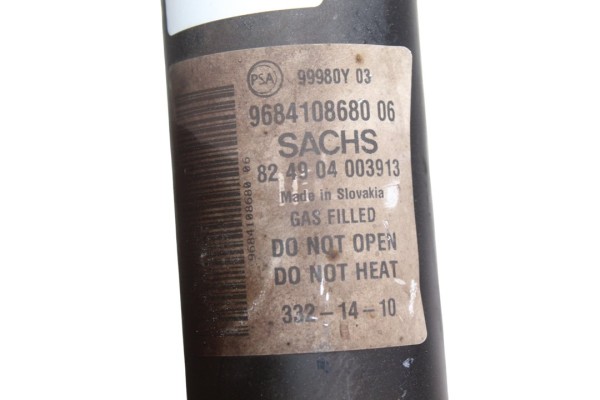 PSA 99980Y 03
9684108680 06
SACHS
82 49 04 003913
Made in Slovakia
GAS FILLED
DO NOT OPEN
DO NOT HEAT
332-14-10
9684108680 06